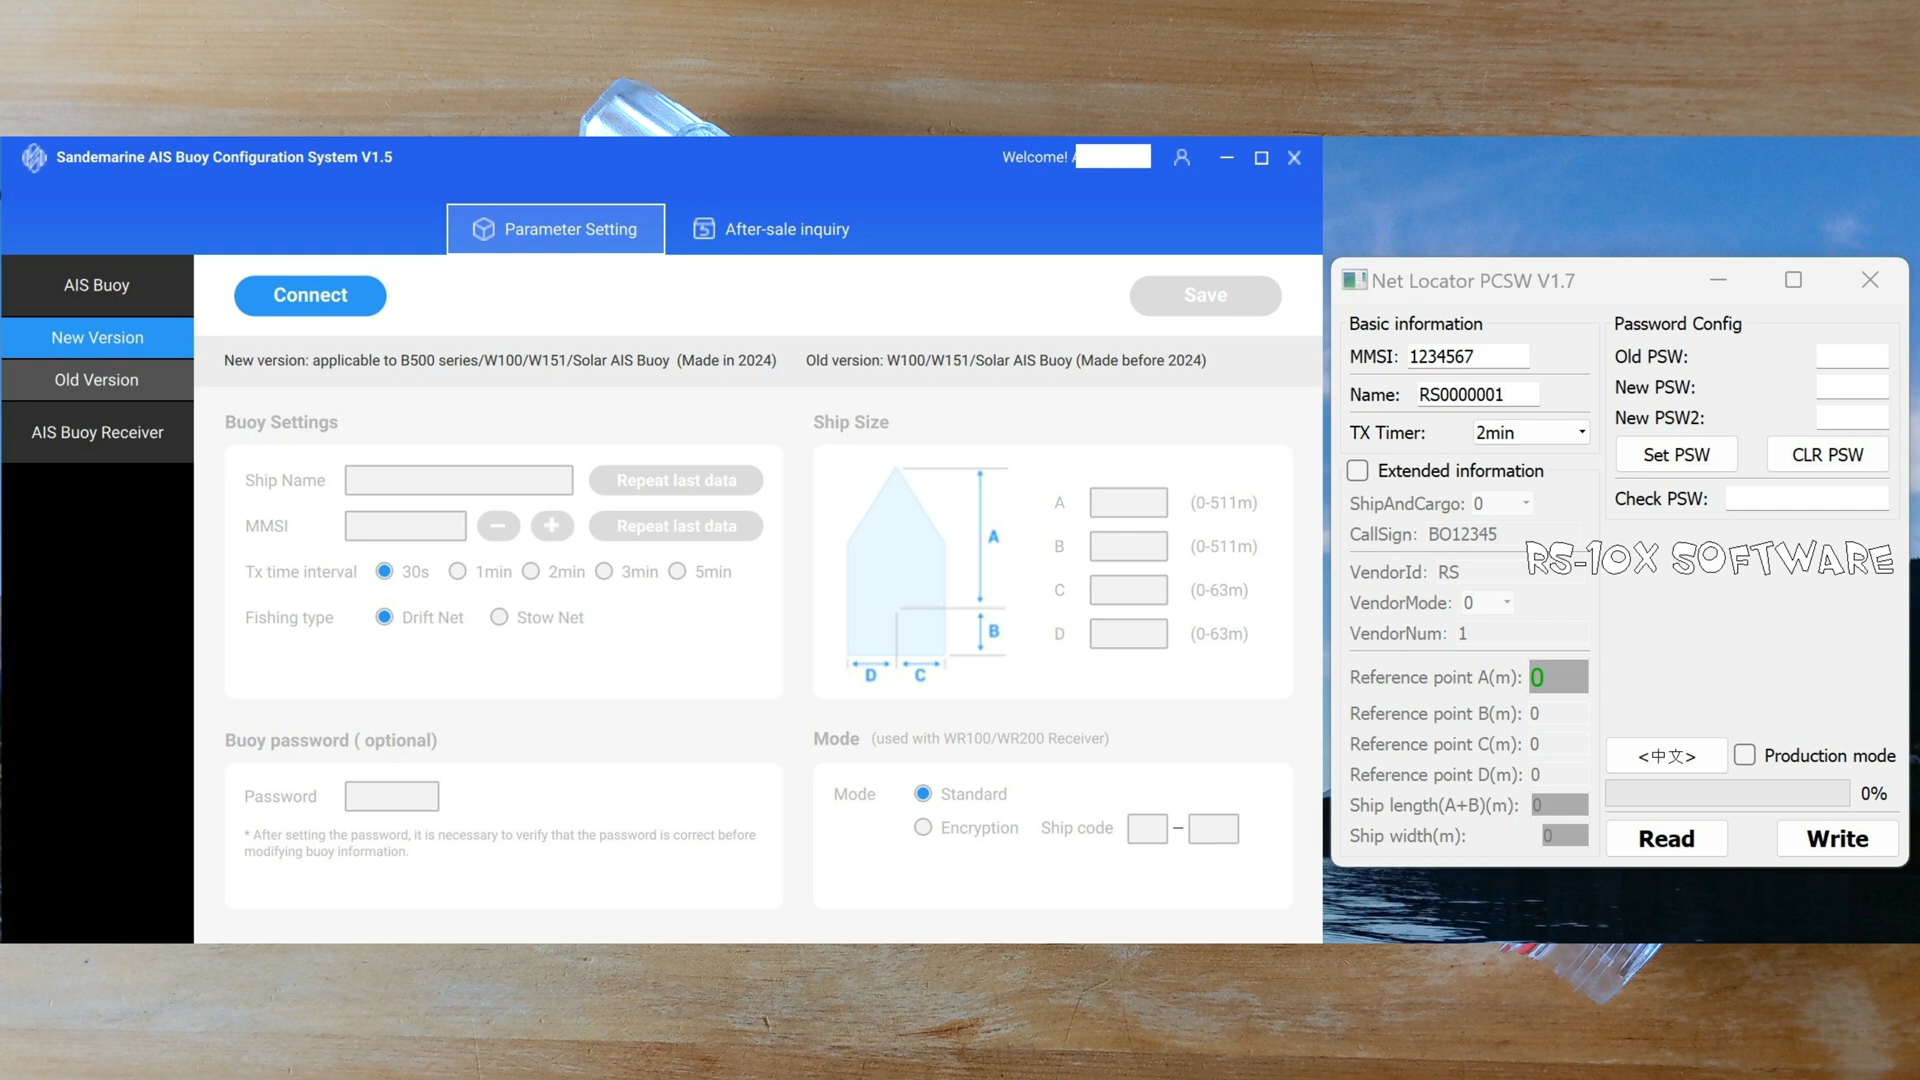 Sandemarine AIS Buoy Configuration System V1.5
Welcome!
Parameter Setting
After-sale inquiry
AIS Buoy
New Version
Old Version
AIS Buoy Receiver
Connect
Save
New version: applicable to B500 series/W100/W151/Solar AIS Buoy (Made in 2024)
Old version: W100/W151/Solar AIS Buoy (Made before 2024)
Buoy Settings
Ship Name
Repeat last data
MMSI
Repeat last data
Tx time interval 30s 1min 2min 3min 5min
Fishing type Drift Net Stow Net
Ship Size
A
B
D C
A (0-511m)
B (0-511m)
C (0-63m)
D (0-63m)
Buoy password ( optional)
Password
* After setting the password, it is necessary to verify that the password is correct before
modifying buoy information.
Mode (used with WR100/WR200 Receiver)
Mode Standard
Encryption Ship code –
Net Locator PCSW V1.7
Basic information
MMSI: 1234567
Name: RS0000001
TX Timer: 2min
Extended information
ShipAndCargo: 0
CallSign: BO12345
VendorId: RS
VendorMode: 0
VendorNum: 1
Reference point A(m): 0
Reference point B(m): 0
Reference point C(m): 0
Reference point D(m): 0
Ship length(A+B)(m): 0
Ship width(m): 0
Password Config
Old PSW:
New PSW:
New PSW2:
Set PSW
CLR PSW
Check PSW:
RS-10X SOFTWARE
<中文>
Production mode
0%
Read
Write